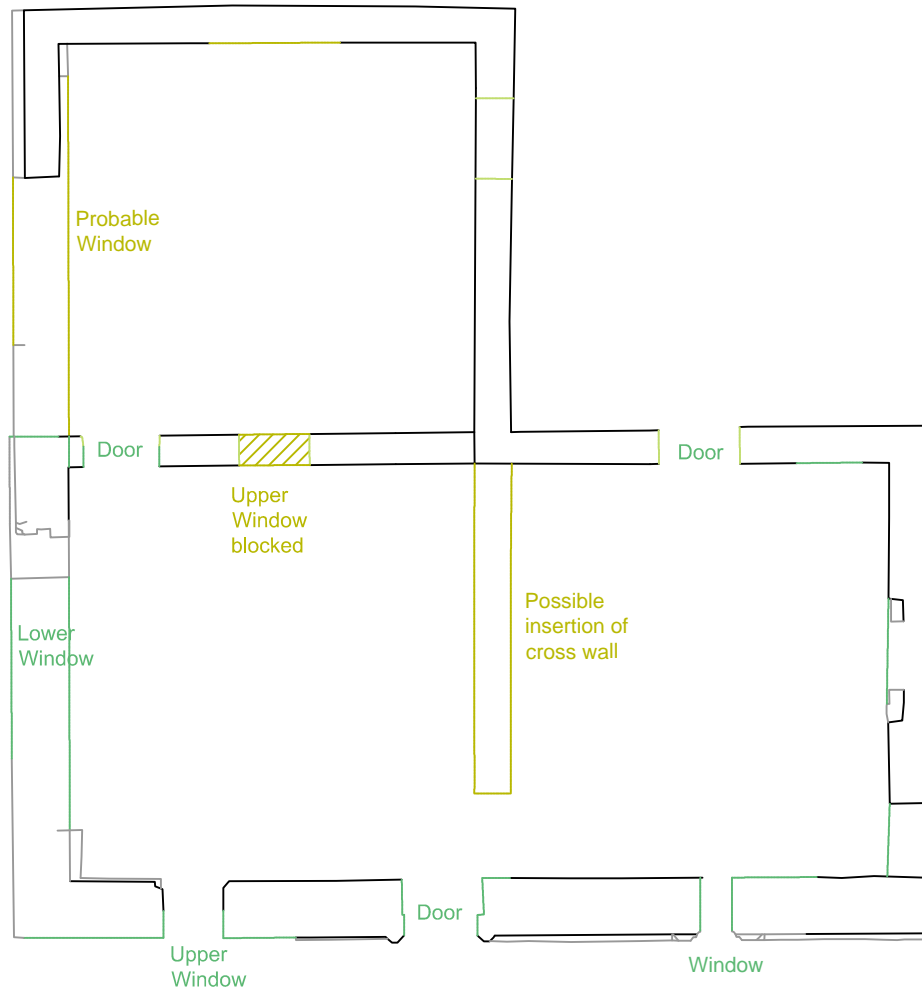 Probable
Window
Door
Door
Upper
Window
blocked
Possible
insertion of
cross wall
Lower
Window
Door
Upper
Window
Window